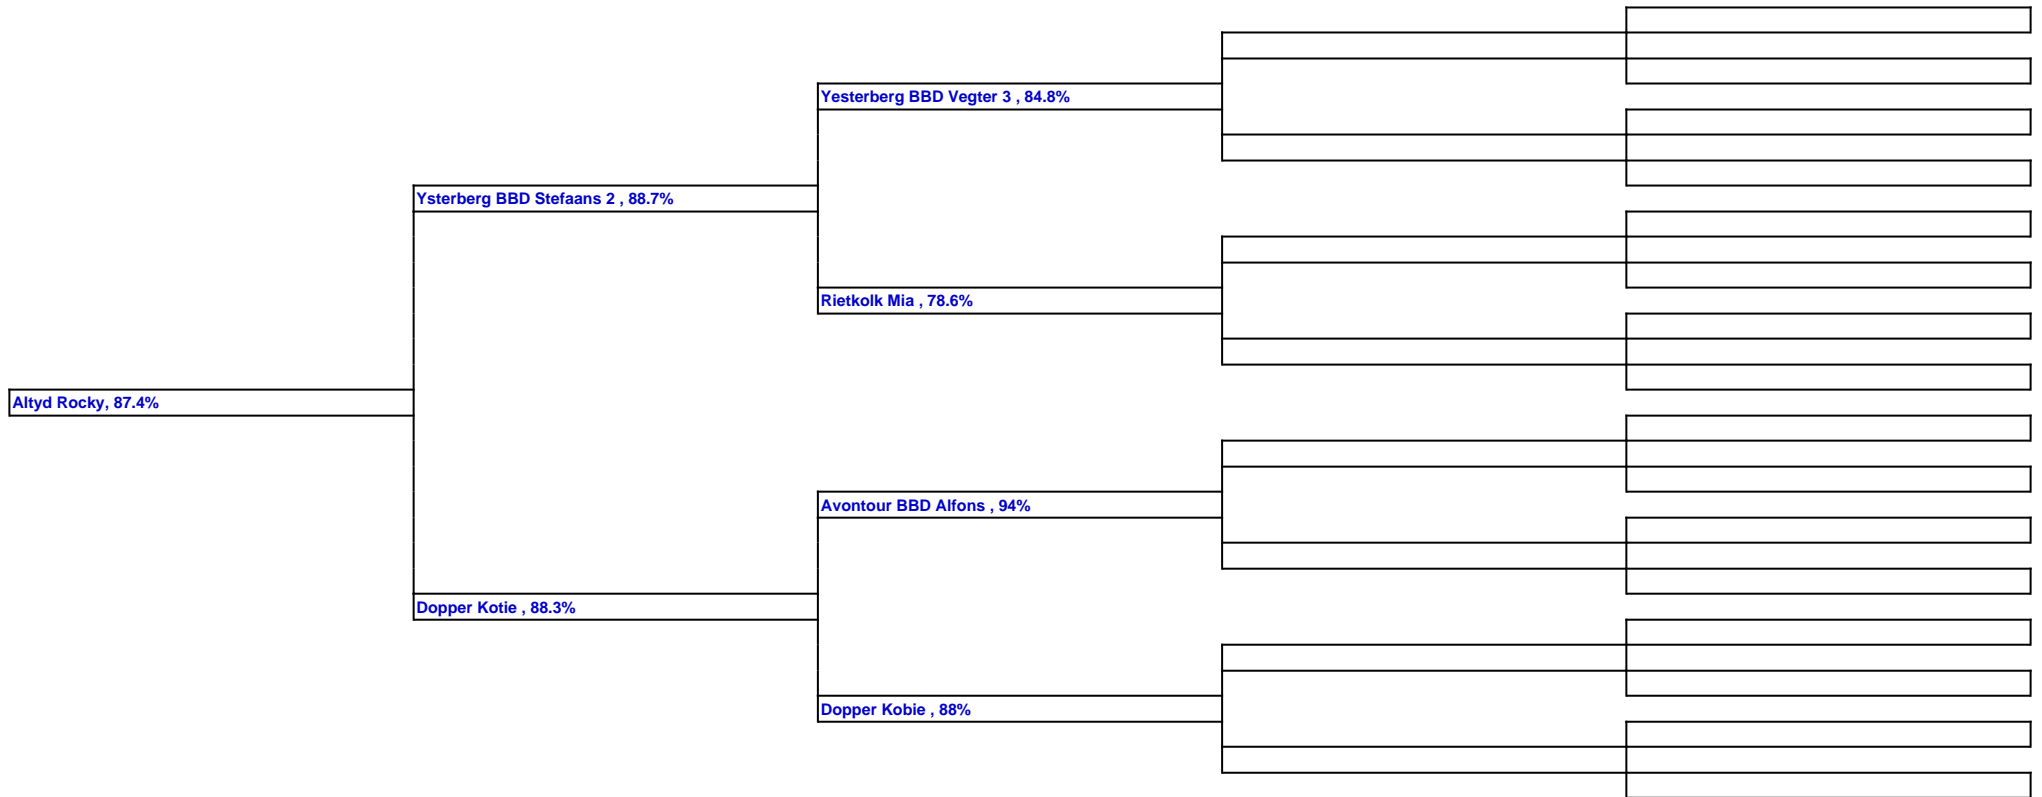 Yesterberg BBD Vegter 3 , 84.8%
Ysterberg BBD Stefaans 2 , 88.7%
Rietkolk Mia , 78.6%
Altyd Rocky, 87.4%
Avontour BBD Alfons , 94%
Dopper Kotie , 88.3%
Dopper Kobie , 88%